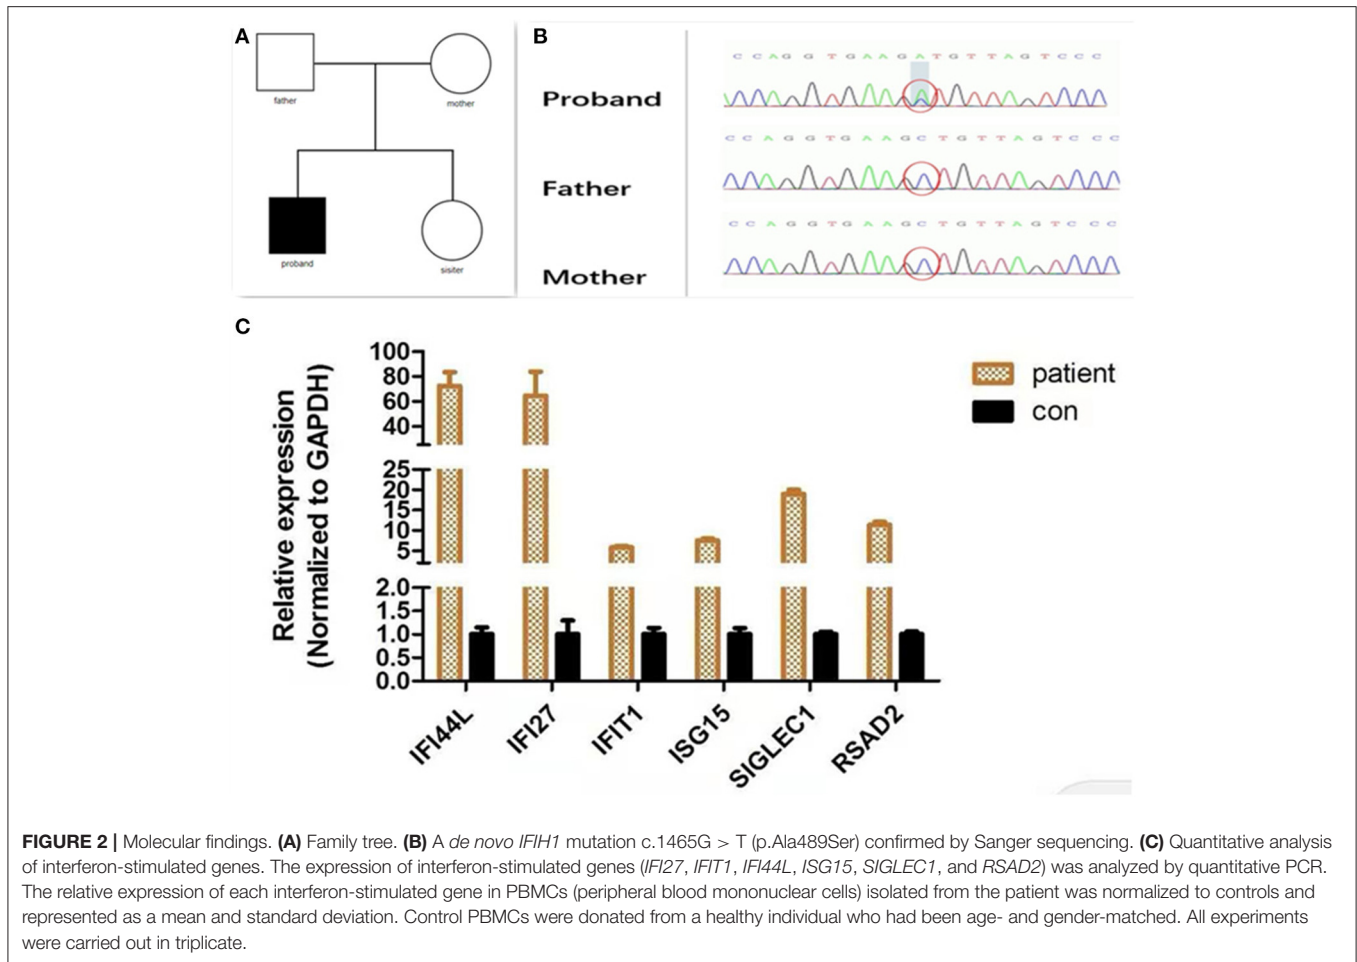 A
father
mother
proband
sisiter
B
C C A G G T G A A G A T G T T A G T C C C
Proband
C C A G G T G A A G C T G T T A G T C C C
Father
C C A G G T G A A G C T G T T A G T C C C
Mother
C
Relative expression
(Normalized to GAPDH)
100
80
60
40
25
20
15
10
5
2.0
1.5
1.0
0.5
0.0
IFI44L
IFI27
IFIT1
ISG15
SIGLEC1
RSAD2
patient
con
FIGURE 2 | Molecular findings. (A) Family tree. (B) A de novo IFIH1 mutation c.1465G > T (p.Ala489Ser) confirmed by Sanger sequencing. (C) Quantitative analysis
of interferon-stimulated genes. The expression of interferon-stimulated genes (IFI27, IFIT1, IFI44L, ISG15, SIGLEC1, and RSAD2) was analyzed by quantitative PCR.
The relative expression of each interferon-stimulated gene in PBMCs (peripheral blood mononuclear cells) isolated from the patient was normalized to controls and
represented as a mean and standard deviation. Control PBMCs were donated from a healthy individual who had been age- and gender-matched. All experiments
were carried out in triplicate.